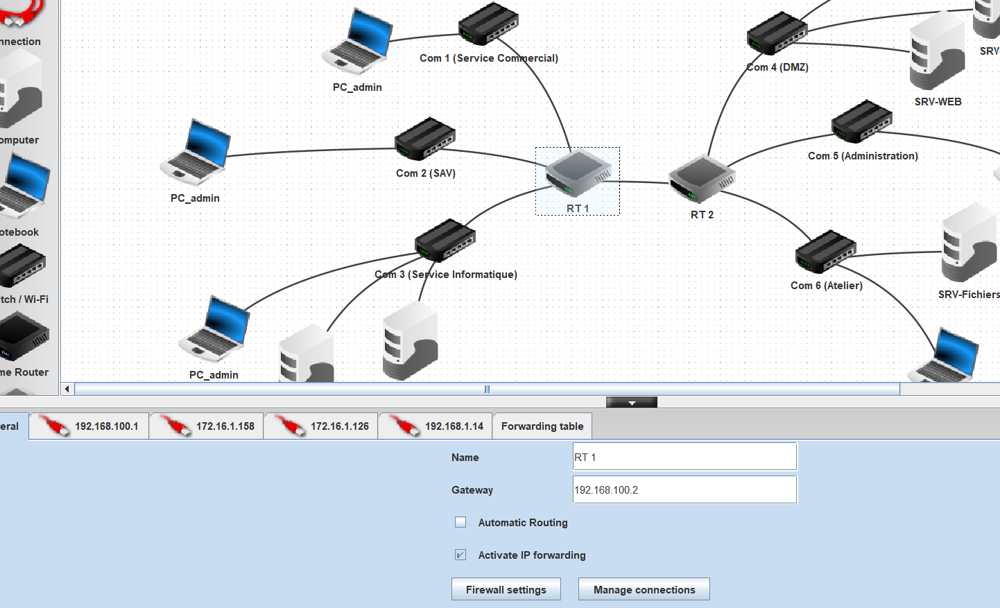 nnection
omputer
otebook
itch / Wi-Fi
me Router
PC_admin
Com 1 (Service Commercial)
Com 4 (DMZ)
SRV-
SRV-WEB
PC_admin
Com 2 (SAV)
Com 5 (Administration)
RT 1
RT 2
Com 3 (Service Informatique)
Com 6 (Atelier)
SRV-Fichiers
PC_admin
eral
192.168.100.1
172.16.1.158
172.16.1.126
192.168.1.14
Forwarding table
Name
RT 1
Gateway
192.168.100.2
Automatic Routing
Activate IP forwarding
Firewall settings
Manage connections